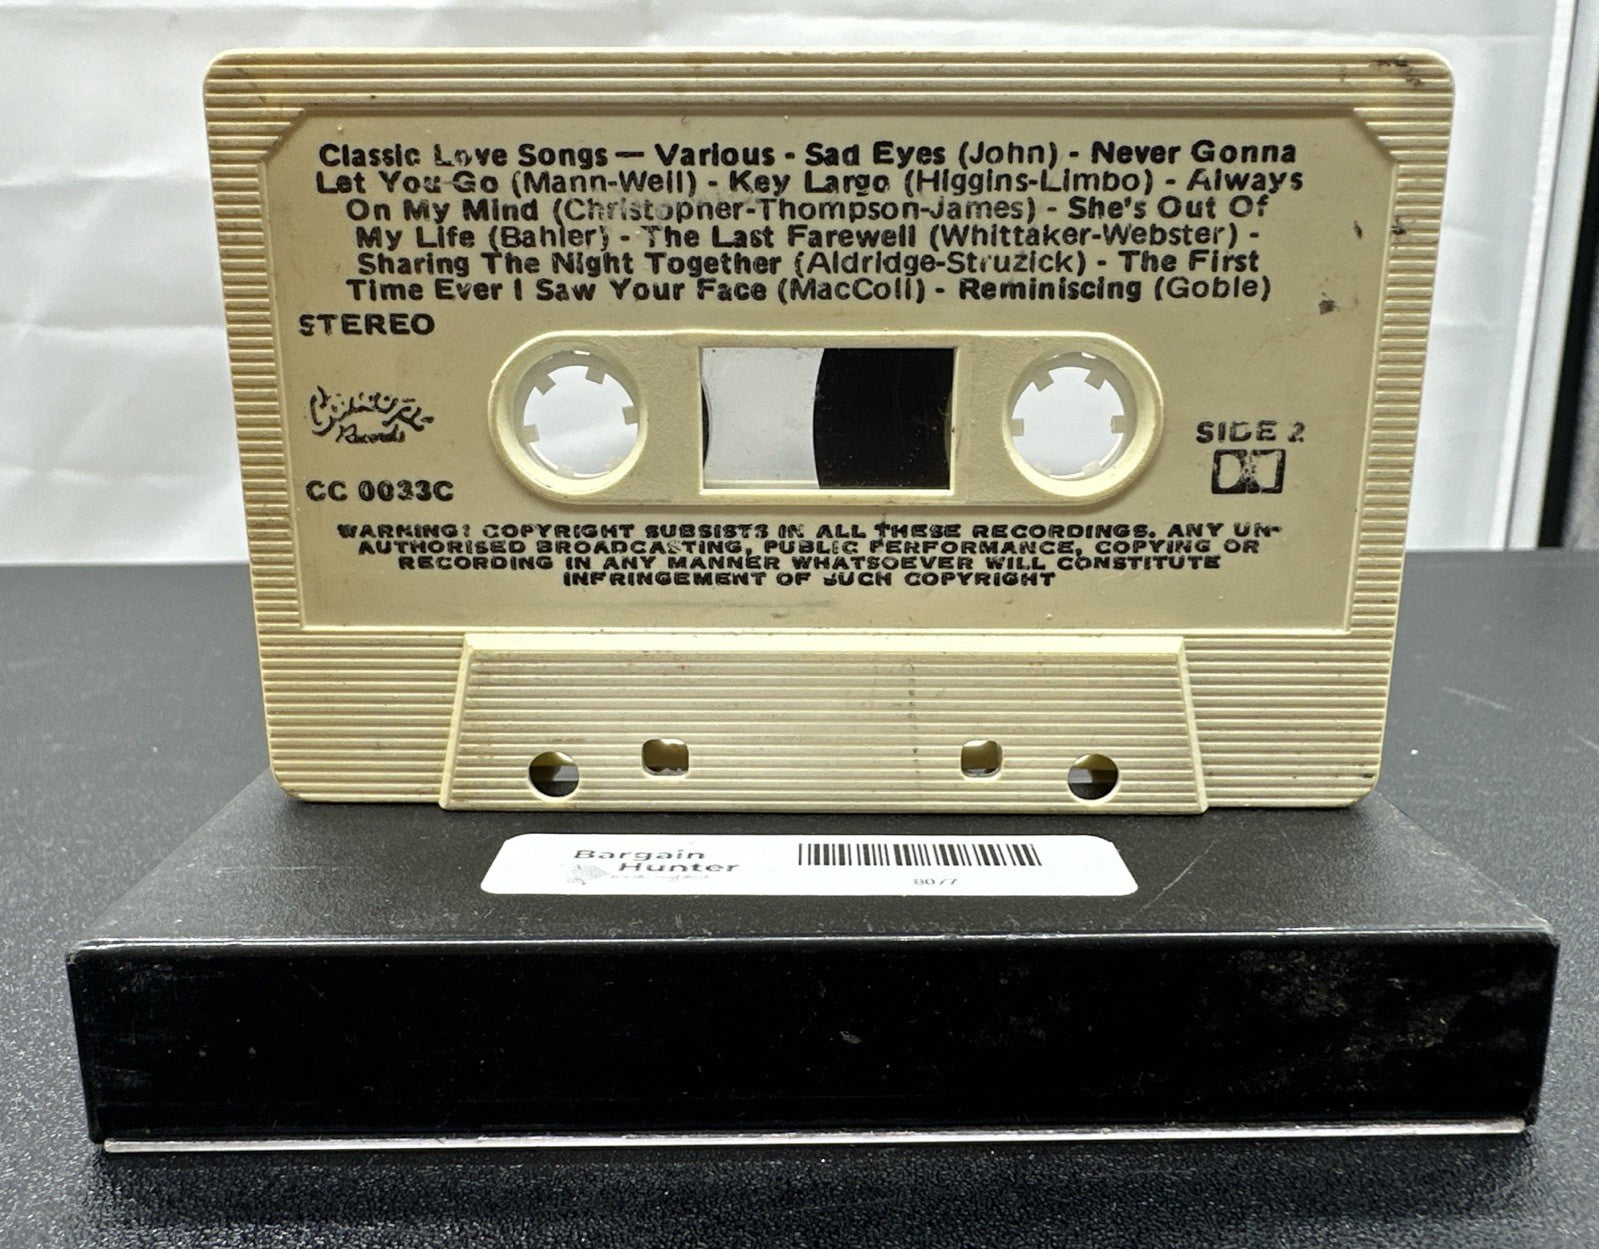 Classic Love Songs — Various - Sad Eyes (John) - Never Gonna
Let You Go (Mann-Weil) - Key Largo (Higgins-Limbo) - Always
On My Mind (Christopher-Thompson-James) - She's Out Of
My Life (Bahler) - The Last Farewell (Whittaker-Webster) -
Sharing The Night Together (Aldridge-Struzick) - The First
Time Ever I Saw Your Face (MacColl) - Reminiscing (Goble)
STEREO
Records
SIDE 2
CC 0033C
WARNING! COPYRIGHT SUBSISTS IN ALL THESE RECORDINGS. ANY UN-
AUTHORISED BROADCASTING, PUBLIC PERFORMANCE, COPYING OR
RECORDING IN ANY MANNER WHATSOEVER WILL CONSTITUTE
INFRINGEMENT OF SUCH COPYRIGHT
Bargain
Hunter
8077